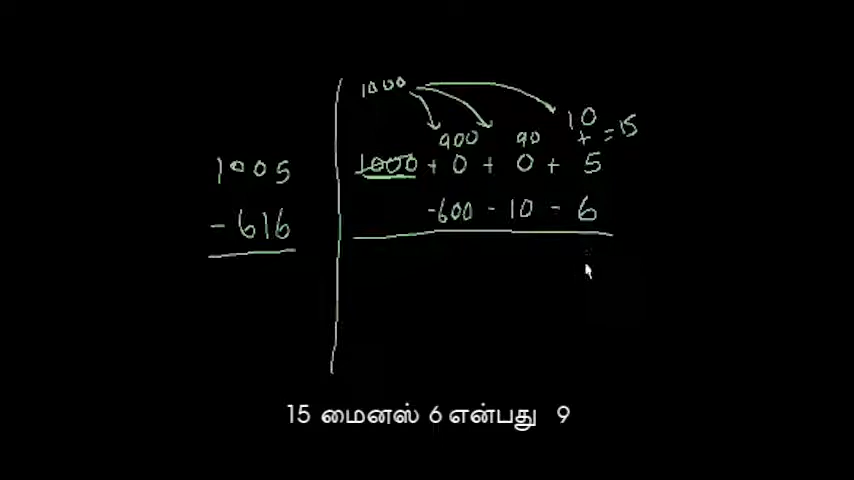 1000
10
900 90 + = 15
1005 1000 + 0 + 0 + 5
- 616 -600 - 10 - 6
15 மைனஸ் 6 என்பது 9